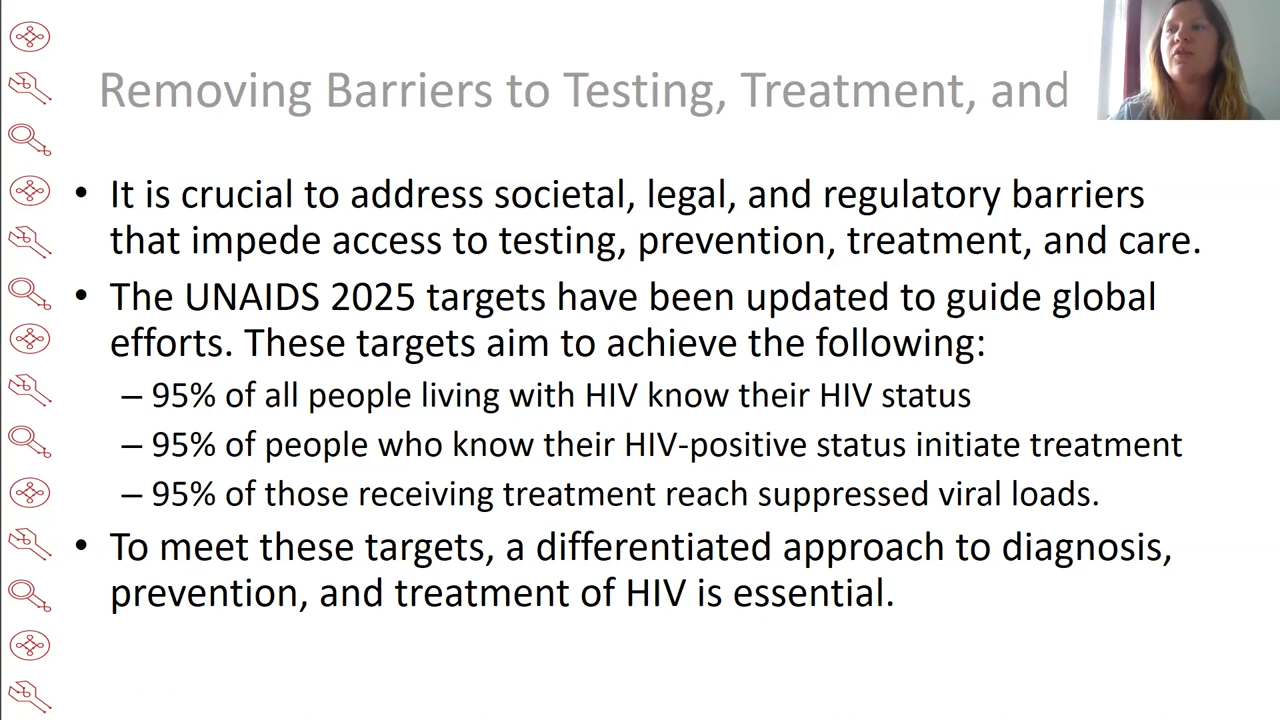 Removing Barriers to Testing, Treatment, and
• It is crucial to address societal, legal, and regulatory barriers
that impede access to testing, prevention, treatment, and care.
• The UNAIDS 2025 targets have been updated to guide global
efforts. These targets aim to achieve the following:
– 95% of all people living with HIV know their HIV status
– 95% of people who know their HIV-positive status initiate treatment
– 95% of those receiving treatment reach suppressed viral loads.
• To meet these targets, a differentiated approach to diagnosis,
prevention, and treatment of HIV is essential.